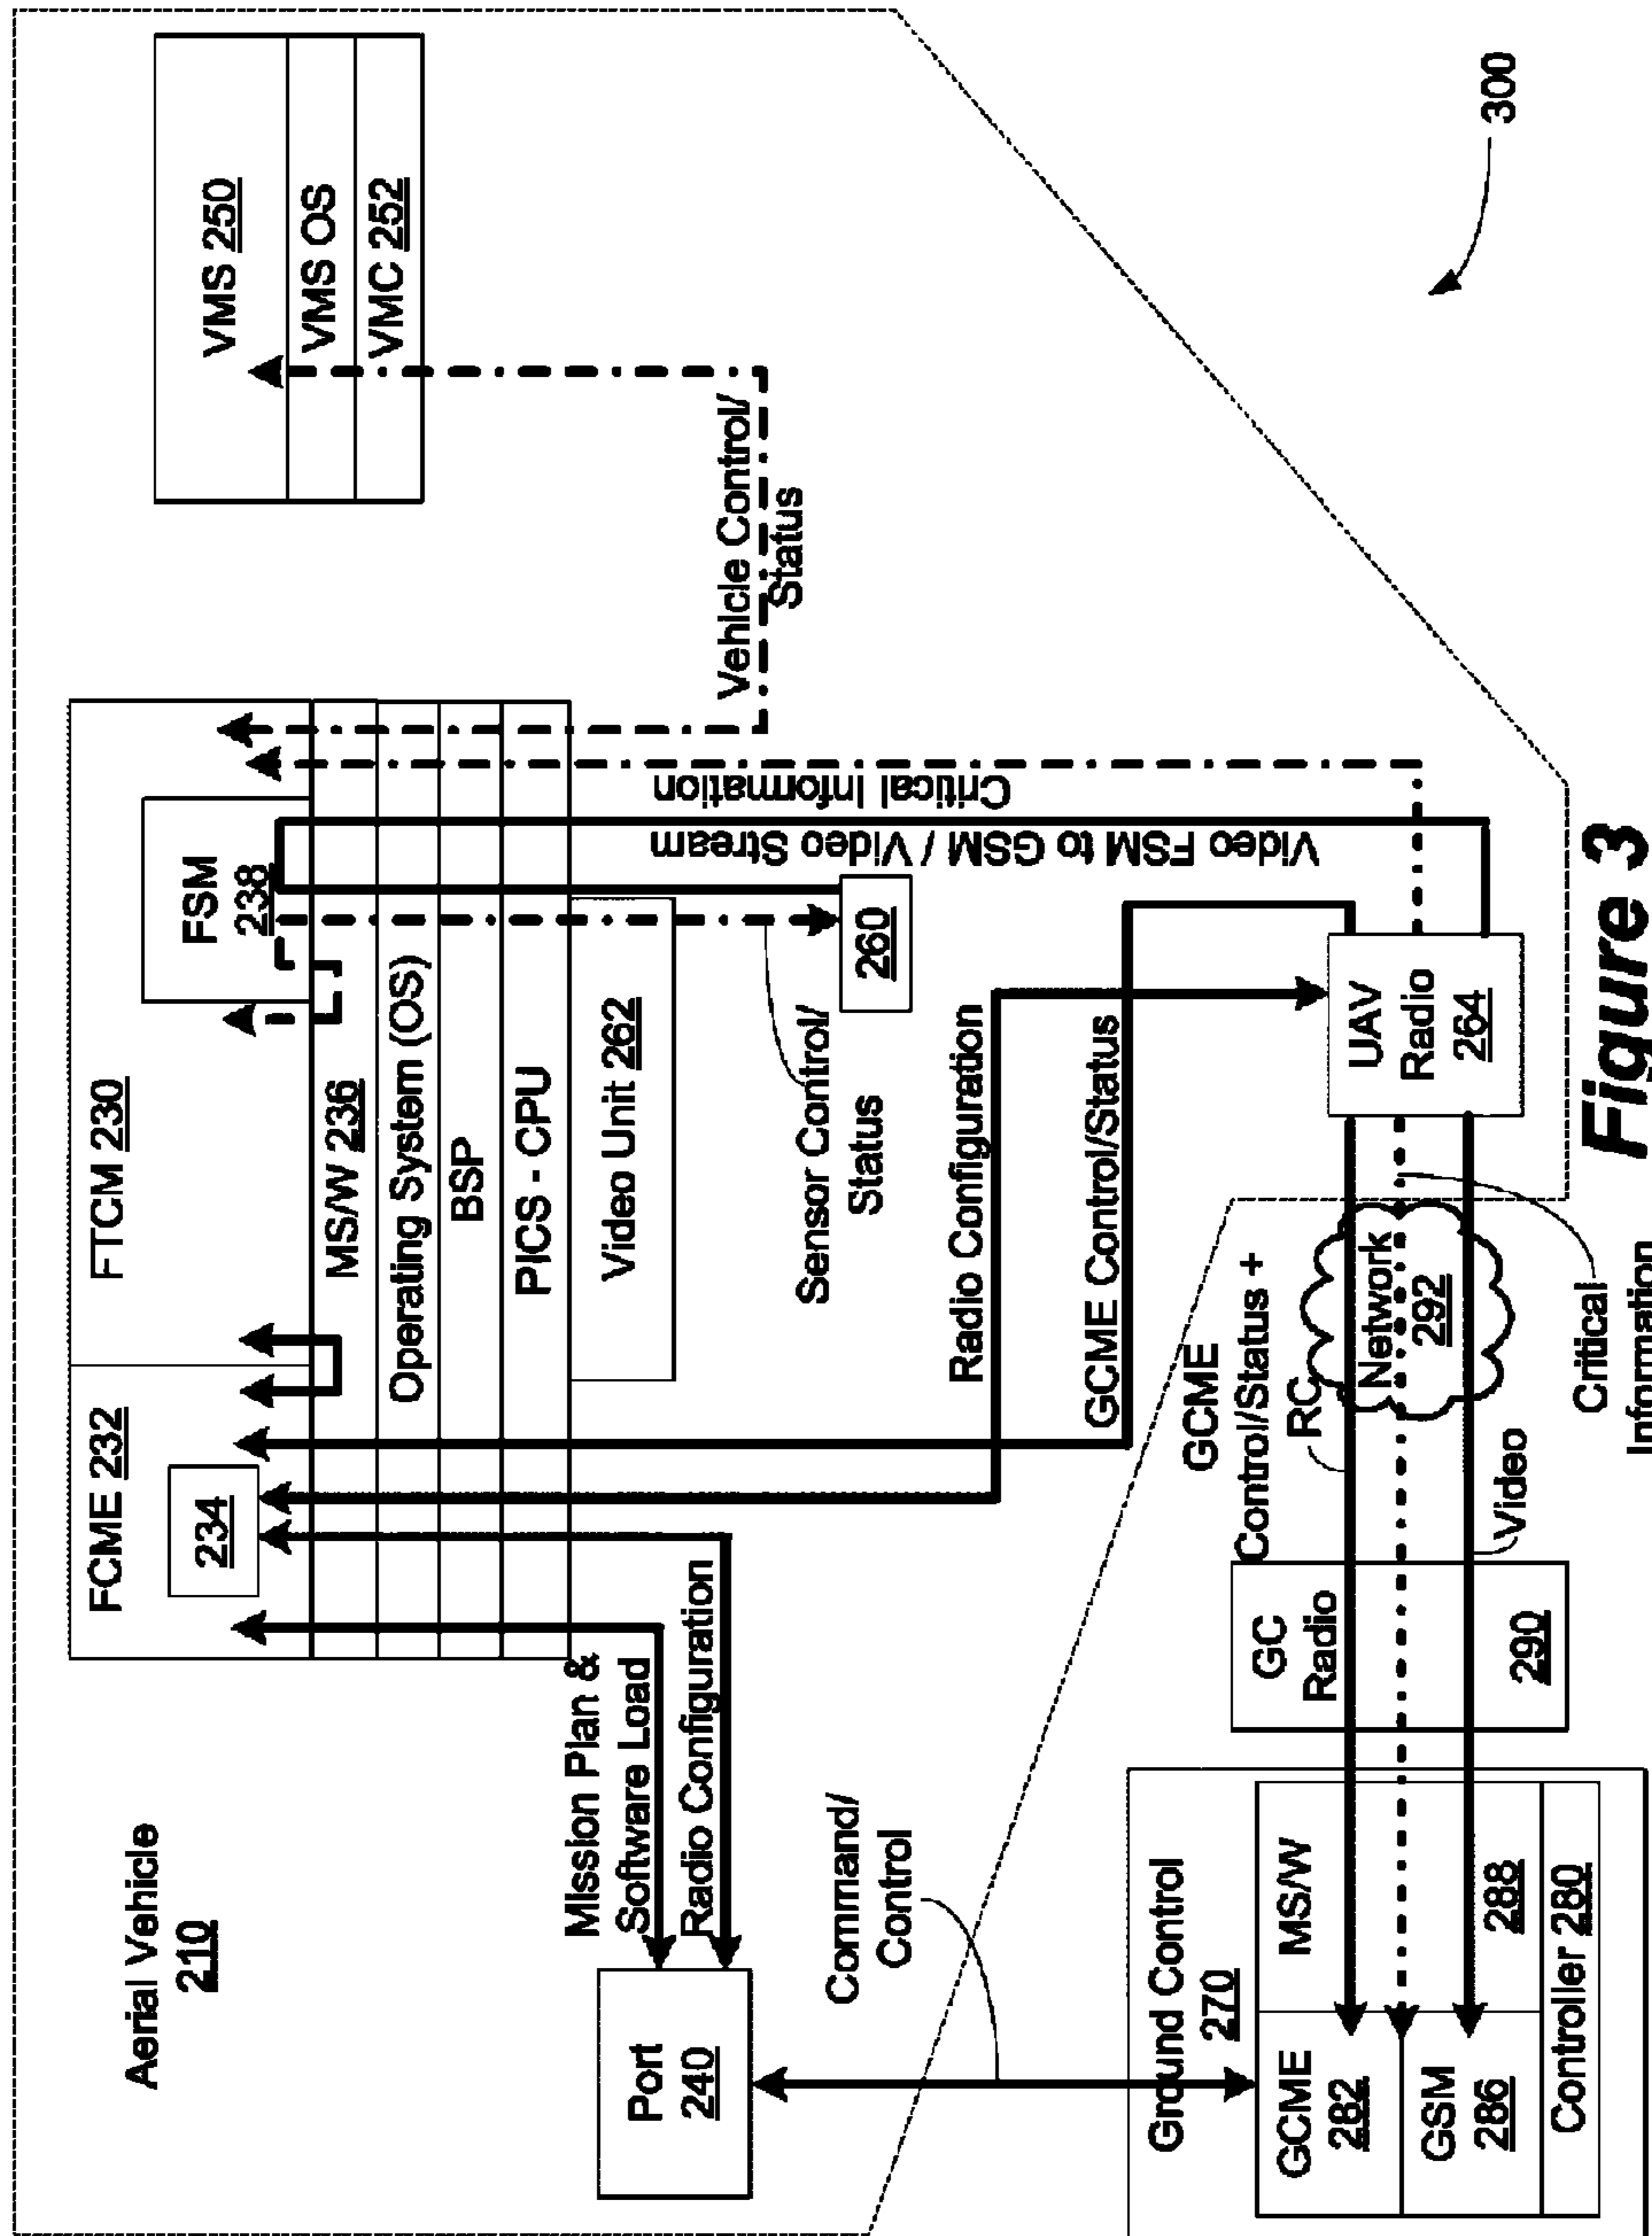 Aerial Vehicle
210
FCME 232
234
FTCM 230
FSM
238
MS/W 236
Operating System (OS)
BSP
PICS - CPU
Video Unit 262
VMS 250
VMS OS
VMC 252
Vehicle Control/
Status
Mission Plan &
Software Load
Radio Configuration
Port
240
Sensor Control/
Status
260
Critical Information
Video FSM to GSM / Video Stream
Radio Configuration
GCME Control/Status
UAV
Radio
264
Command/
Control
Ground Control
270
GCME
282
MS/W
288
GSM
286
Controller 280
GC
Radio
290
GCME
Control/Status +
RC
Network
292
Video
Critical
Information
300
Figure 3